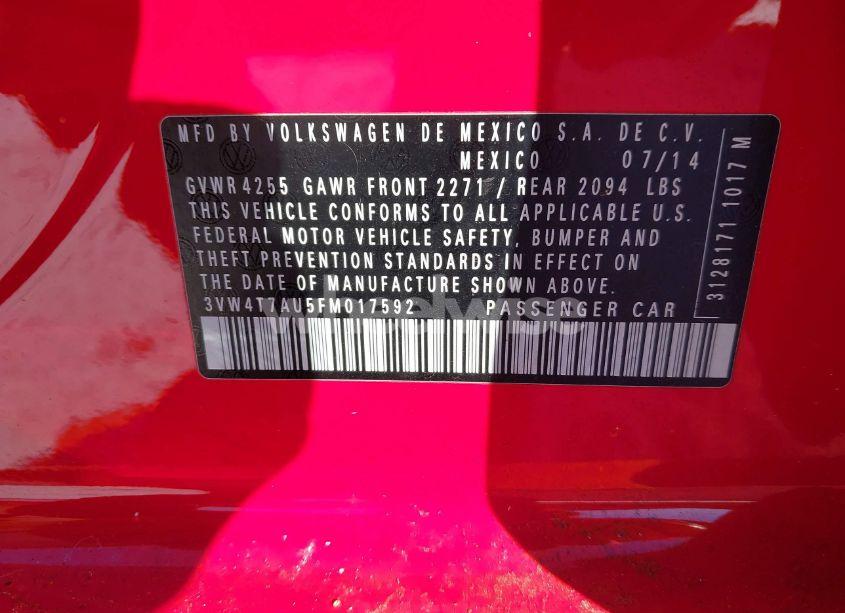 MFD BY VOLKSWAGEN DE MEXICO S.A. DE C.V.
MEXICO 07/14
GVWR 4255 GAWR FRONT 2271 / REAR 2094 LBS
THIS VEHICLE CONFORMS TO ALL APPLICABLE U.S.
FEDERAL MOTOR VEHICLE SAFETY, BUMPER AND
THEFT PREVENTION STANDARDS IN EFFECT ON
THE DATE OF MANUFACTURE SHOWN ABOVE.
3VW4T7AU5FM017592 PASSENGER CAR
3128171 1017 M